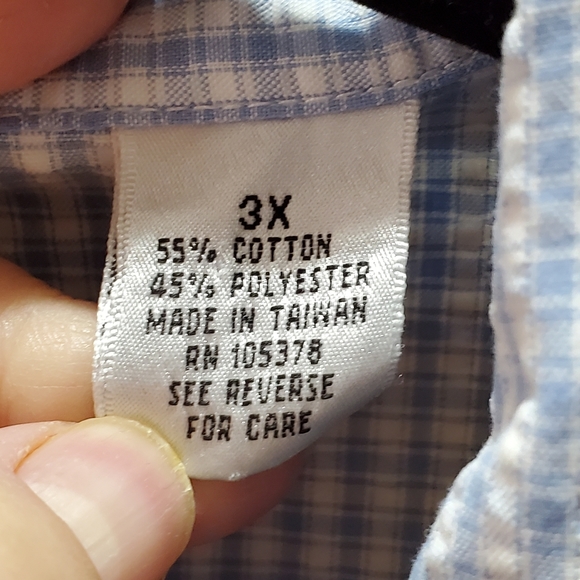 3X
55% COTTON
45% POLYESTER
MADE IN TAIWAN
RN 105378
SEE REVERSE
FOR CARE